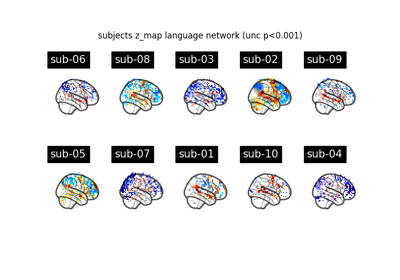 subjects z_map language network (unc p<0.001)
sub-06 sub-08 sub-03 sub-02 sub-09
sub-05 sub-07 sub-01 sub-10 sub-04